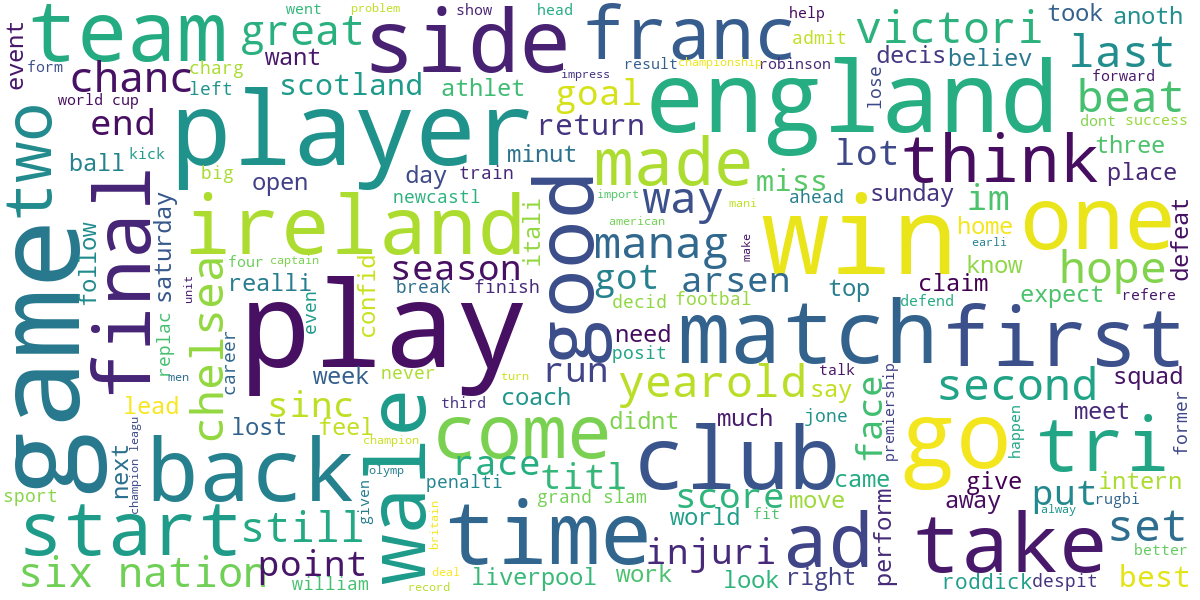 went
problem
show
head
help
took
anoth
event
team
great
side
franc
admit
victori
last
form
want
chanc
charg
left
scotland
athlet
impress
result
championship
robinson
decis
believ
lose
forward
world cup
end
player
goal
england
beat
dont
success
return
ball
kick
minut
made
lot
think
three
place
two
big
open
day
train
newcastl
good
import
mani
way
miss
ahead
sunday
im
home
one
defeat
final
saturday
follow
ireland
itali
american
manag
make
win
earli
know
hope
game
four
captain
realli
season
break
finish
got
arsen
top
claim
expect
refere
unit
chelsea
even
confid
decid
footbal
defend
replac
play
need
posit
match
first
career
men
week
never
turn
run
yearold
talk
say
second
squad
lead
sinc
coach
third
didnt
much
jone
face
premiership
meet
former
lost
feel
champion
wale
come
club
go
happen
tri
next
champion leagu
back
olymp
race
titl
score
came
give
intern
sport
given
penalti
grand slam
move
put
rugbi
start
still
britain
time
world
fit
perform
away
alway
set
six nation
point
injuri
ad
take
better
william
deal
record
liverpool
work
look
right
roddick
despit
best